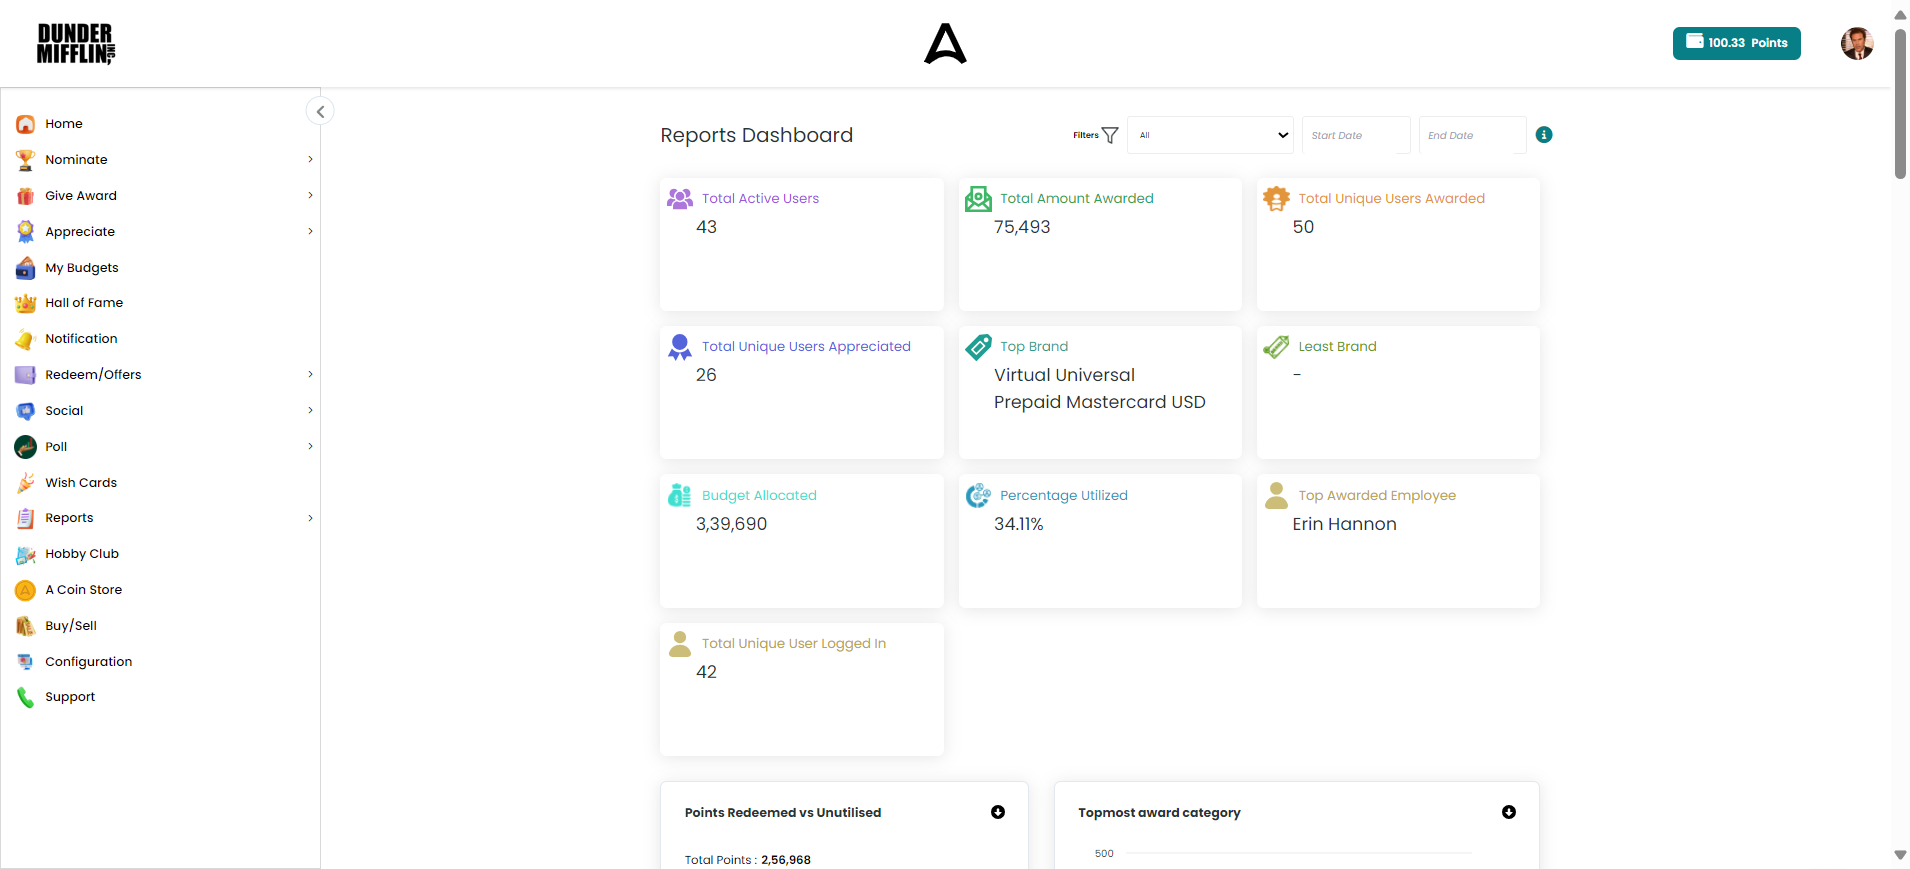 DUNDER
MIFFLIN, INC
100.33 Points
Home
Nominate
Give Award
Appreciate
My Budgets
Hall of Fame
Notification
Redeem/Offers
Social
Poll
Wish Cards
Reports
Hobby Club
A Coin Store
Buy/Sell
Configuration
Support
Reports Dashboard
Filters
All
Start Date
End Date
Total Active Users
43
Total Amount Awarded
75,493
Total Unique Users Awarded
50
Total Unique Users Appreciated
26
Top Brand
Virtual Universal
Prepaid Mastercard USD
Least Brand
-
Budget Allocated
3,39,690
Percentage Utilized
34.11%
Top Awarded Employee
Erin Hannon
Total Unique User Logged In
42
Points Redeemed vs Unutilised
Total Points : 2,56,968
Topmost award category
500